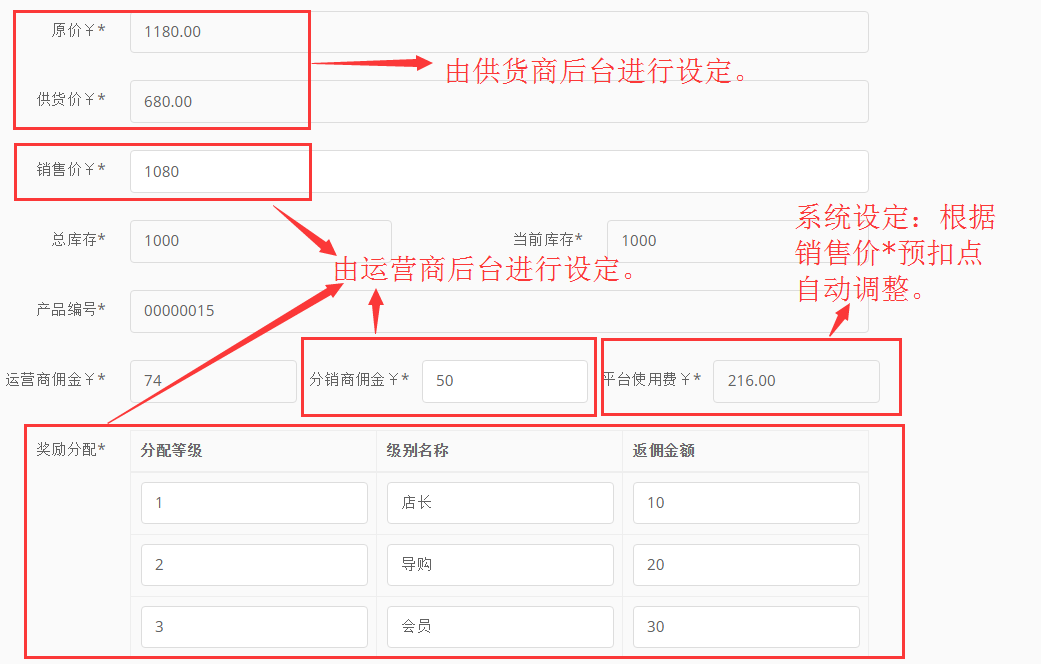 原价￥* 1180.00
由供货商后台进行设定。
供货价￥* 680.00
销售价￥* 1080
系统设定：根据
销售价*预扣点
自动调整。
总库存* 1000 当前库存* 1000
由运营商后台进行设定。
产品编号* 00000015
运营商佣金￥* 74 分销商佣金￥* 50 平台使用费￥* 216.00
奖励分配* 分配等级 级别名称 返佣金额
1 店长 10
2 导购 20
3 会员 30